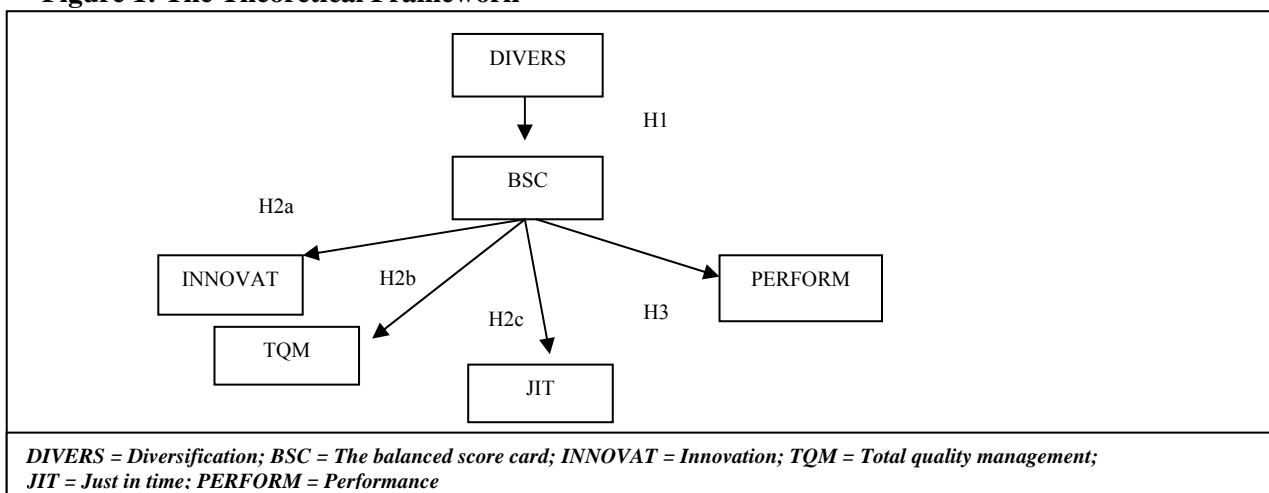 Figure 1: The Theoretical Framework
DIVERS
H1
BSC
H2a
INNOVAT
H2b
PERFORM
H2c
H3
TQM
JIT
DIVERS = Diversification; BSC = The balanced score card; INNOVAT = Innovation; TQM = Total quality management;
JIT = Just in time; PERFORM = Performance